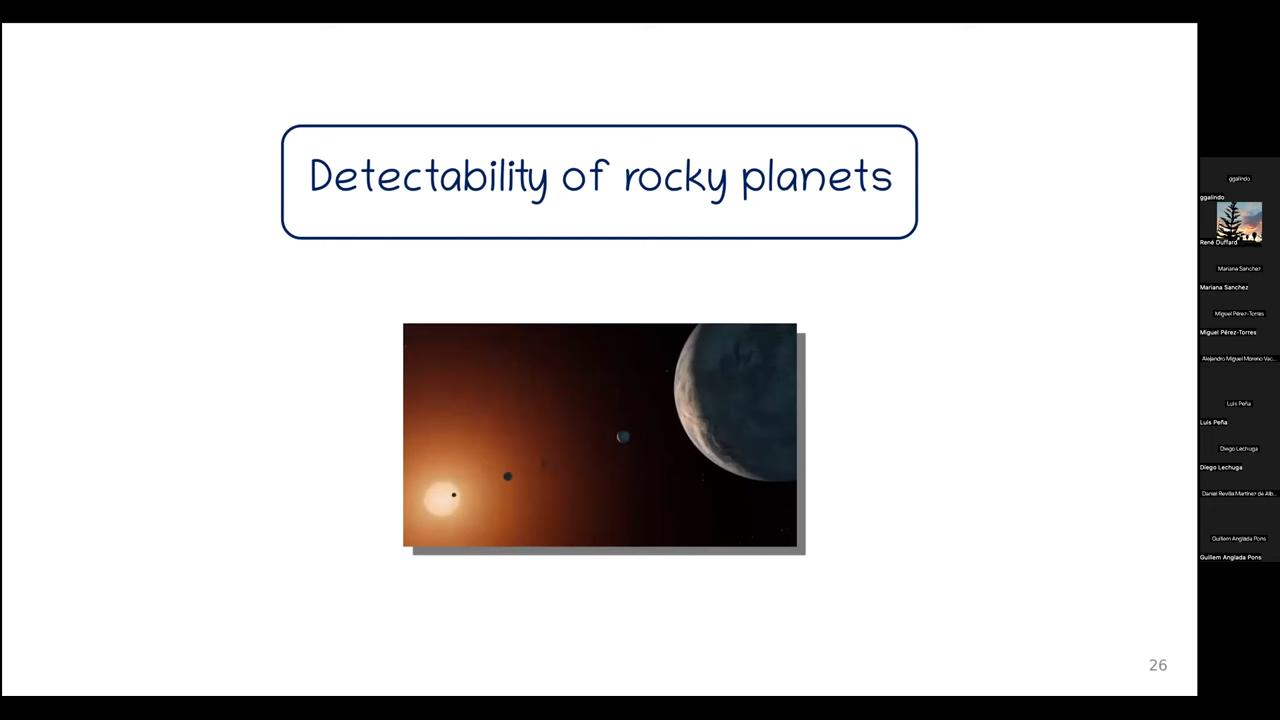 Detectability of rocky planets
26
ggalindo
ggalindo
René Duffard
Mariana Sanchez
Mariana Sanchez
Miguel Pérez-Torres
Miguel Pérez-Torres
Alejandro Miguel Moreno Vac...
Luis Peña
Luis Peña
Diego Lechuga
Diego Lechuga
Daniel Revilla Martínez de Alb...
Guillem Anglada Pons
Guillem Anglada Pons